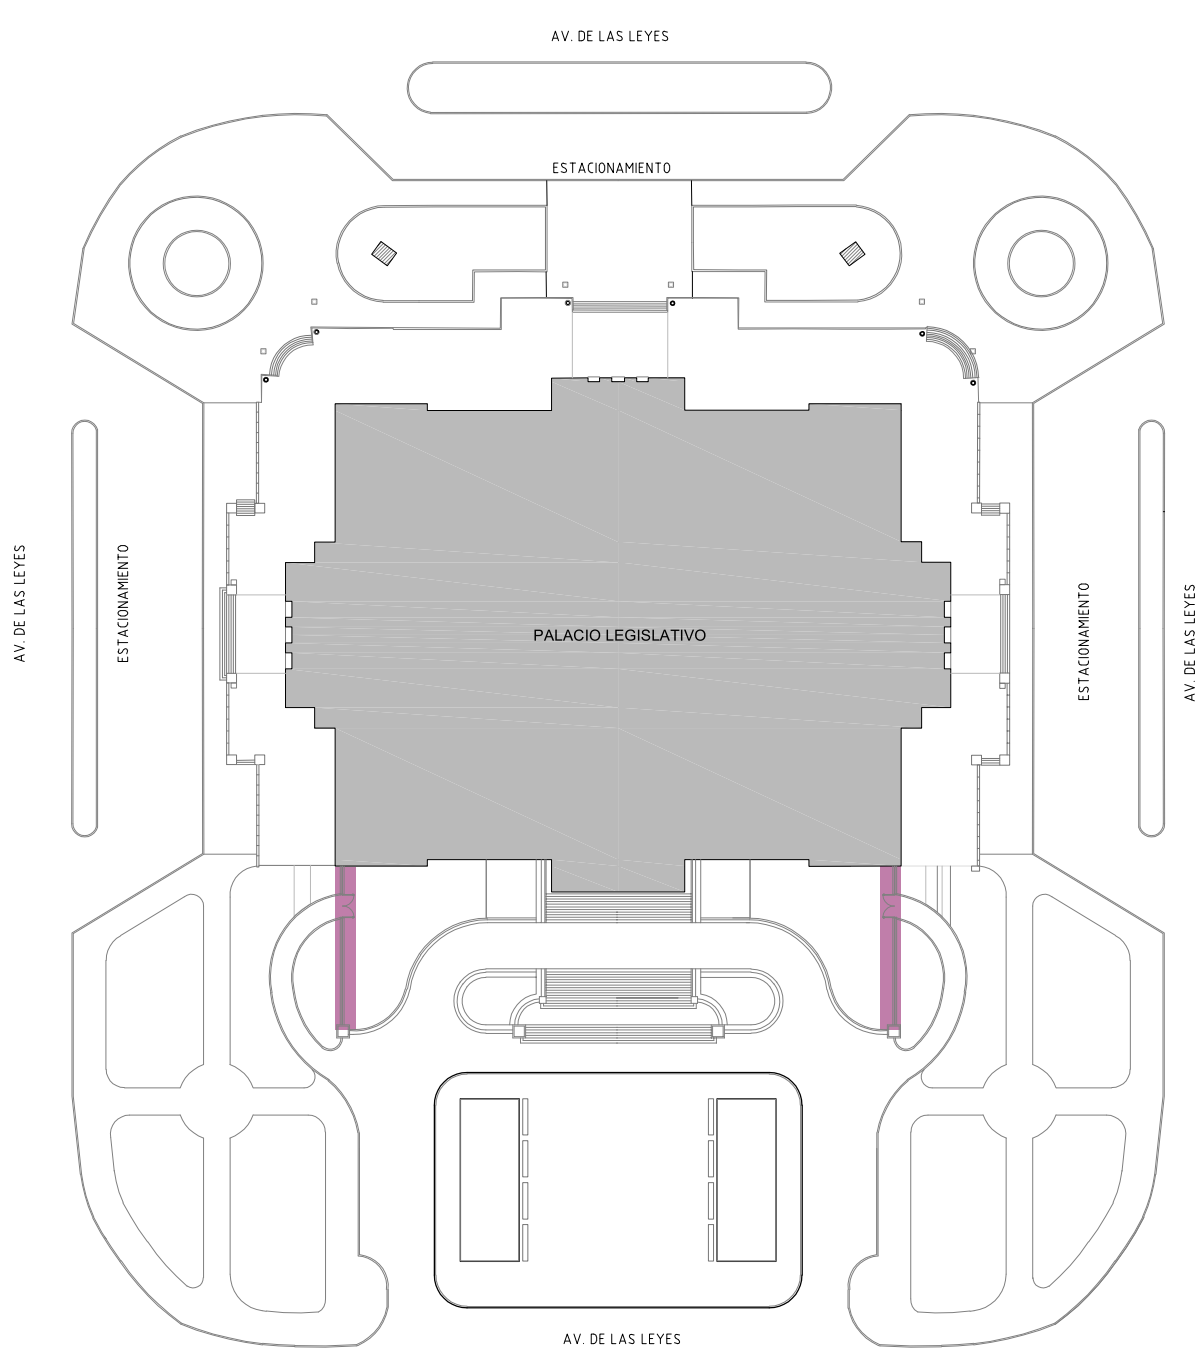 AV. DE LAS LEYES
ESTACIONAMIENTO
AV. DE LAS LEYES
ESTACIONAMIENTO
PALACIO LEGISLATIVO
ESTACIONAMIENTO
AV. DE LAS LEYES
AV. DE LAS LEYES